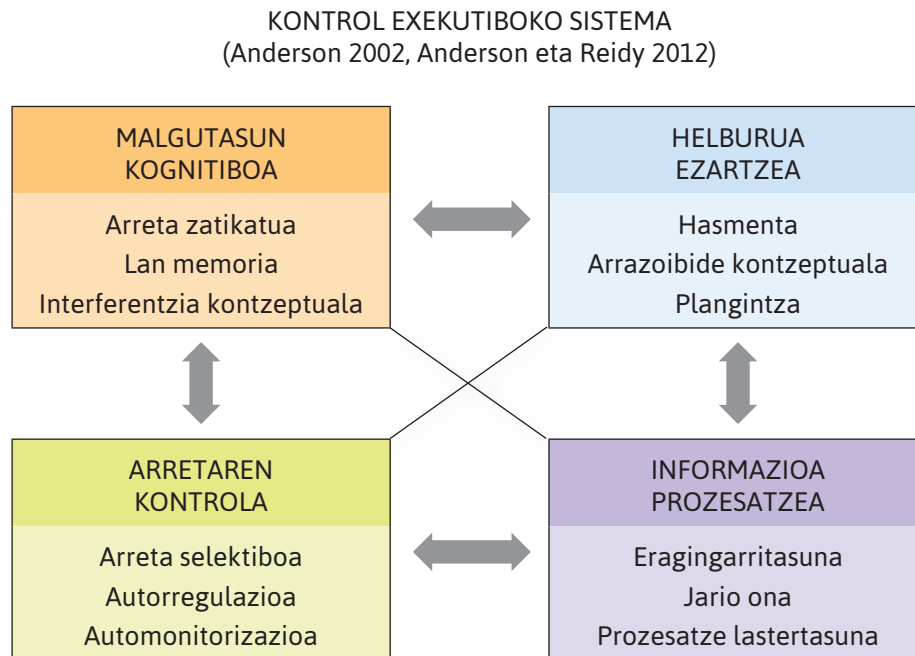 KONTROL EXEKUTIBOKO SISTEMA
(Anderson 2002, Anderson eta Reidy 2012)
MALGUTASUN
KOGNITIBOA
Arreta zatikatua
Lan memoria
Interferentzia kontzeptuala
HELBURUA
EZARTZEA
Hasmenta
Arrazoibide kontzeptuala
Plangintza
ARRETAREN
KONTROLA
Arreta selektiboa
Autorregulazioa
Automonitorizazioa
INFORMAZIOA
PROZESATZEA
Eragingarritasuna
Jario ona
Prozesatze lastertasuna